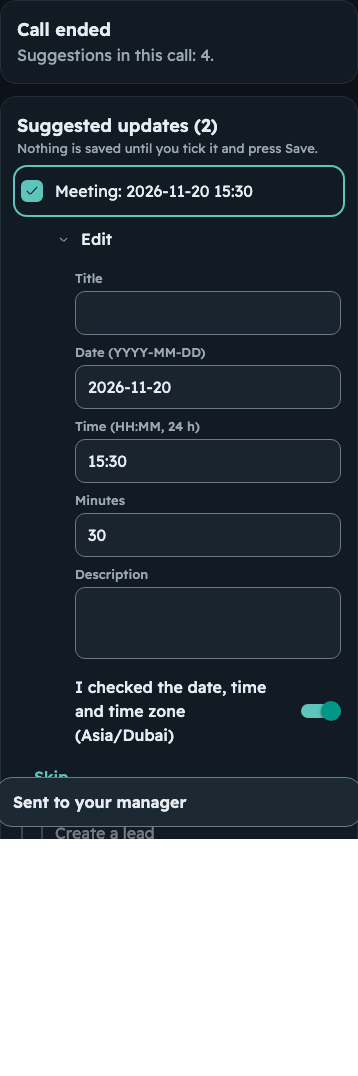 Call ended
Suggestions in this call: 4.
Suggested updates (2)
Nothing is saved until you tick it and press Save.
Meeting: 2026-11-20 15:30
Edit
Title
Date (YYYY-MM-DD)
2026-11-20
Time (HH:MM, 24 h)
15:30
Minutes
30
Description
I checked the date, time
and time zone
(Asia/Dubai)
Skip
Sent to your manager
Create a lead